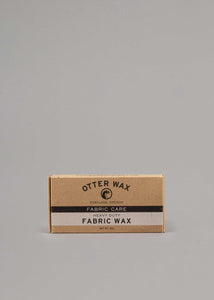 OTTER WAX
PORTLAND, OREGON
FABRIC CARE
HEAVY DUTY
FABRIC WAX